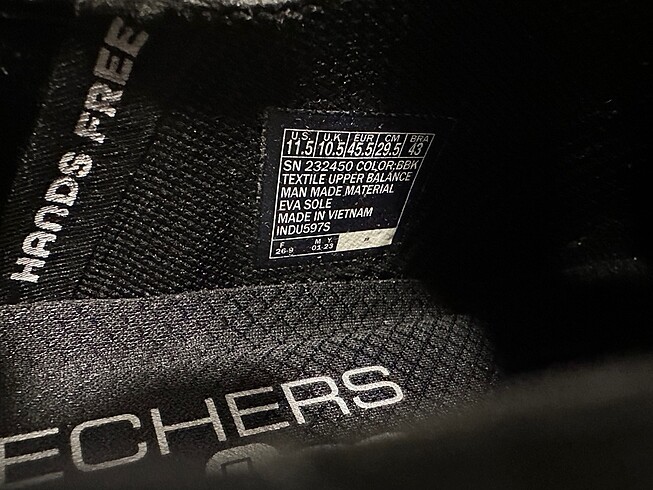 HANDS FREE
U.S. U.K. EUR CM BRA
11.5 10.5 45.5 29.5 43
SN 232450 COLOR:BBK
TEXTILE UPPER BALANCE
MAN MADE MATERIAL
EVA SOLE
MADE IN VIETNAM
INDU597S
F M Y
26-9 01 23
ECHERS